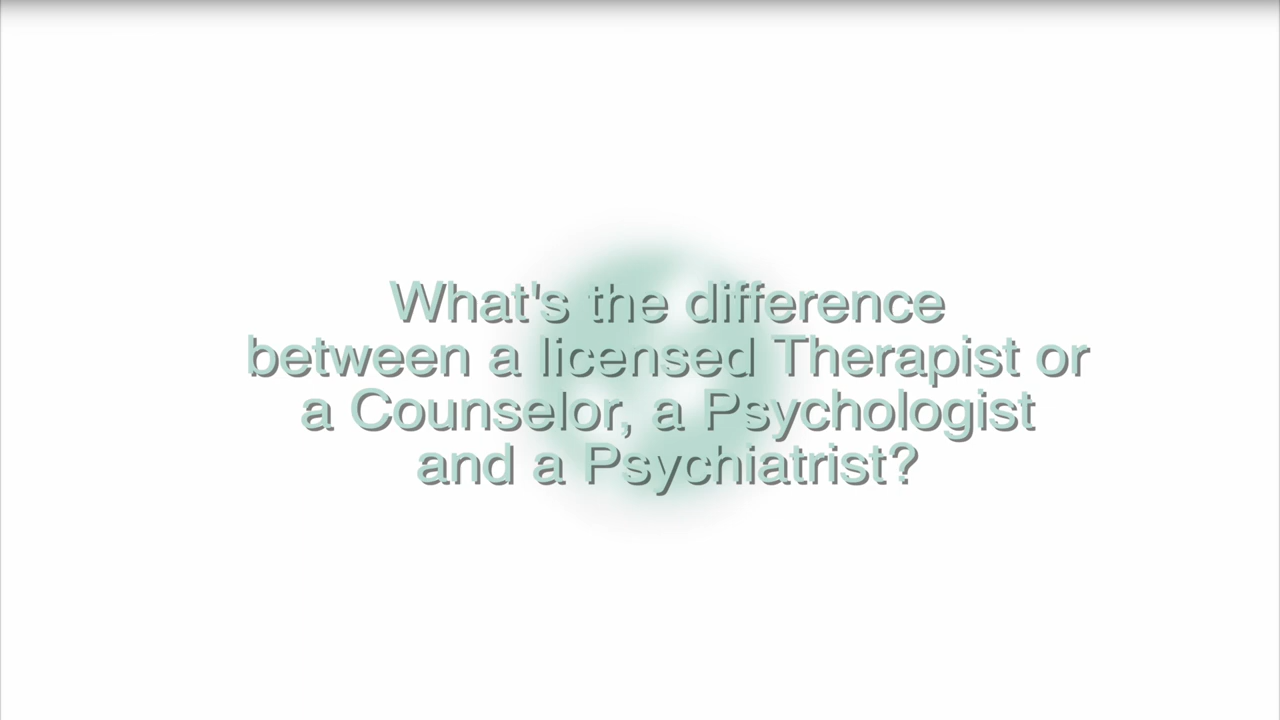 What's the difference
between a licensed Therapist or
a Counselor, a Psychologist
and a Psychiatrist?